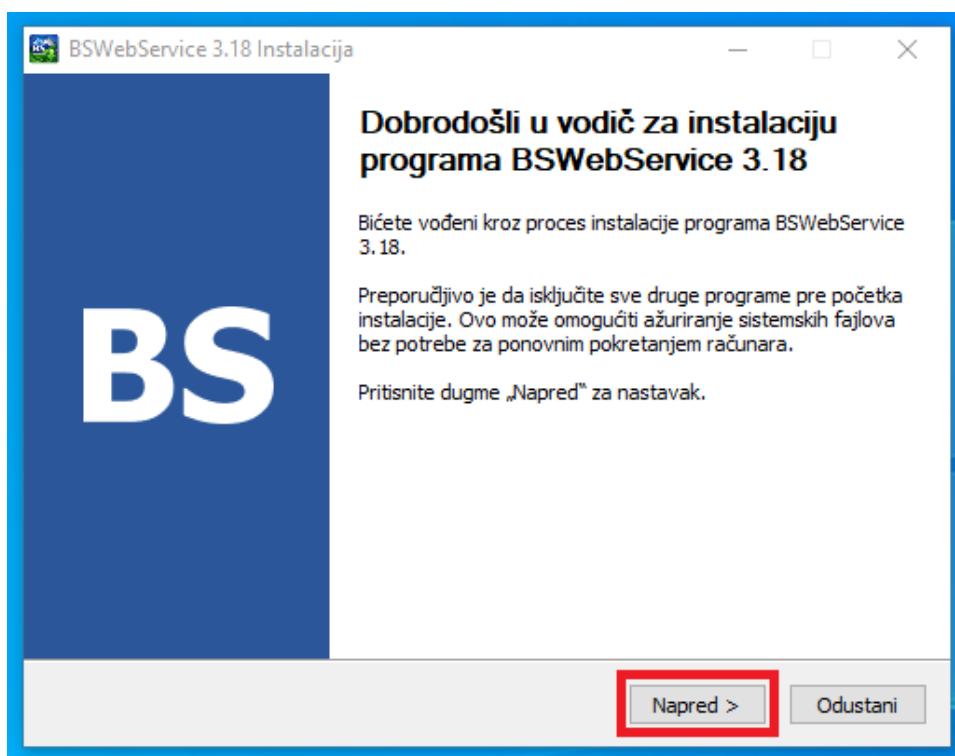 BSWebService 3.18 Instalacija
Dobrodošli u vodič za instalaciju
programa BSWebService 3.18
Bićete vođeni kroz proces instalacije programa BSWebService
3.18.
Preporučljivo je da isključite sve druge programe pre početka
instalacije. Ovo može omogućiti ažuriranje sistemskih fajlova
bez potrebe za ponovnim pokretanjem računara.
Pritisnite dugme „Napred“ za nastavak.
BS
Napred >
Odustani